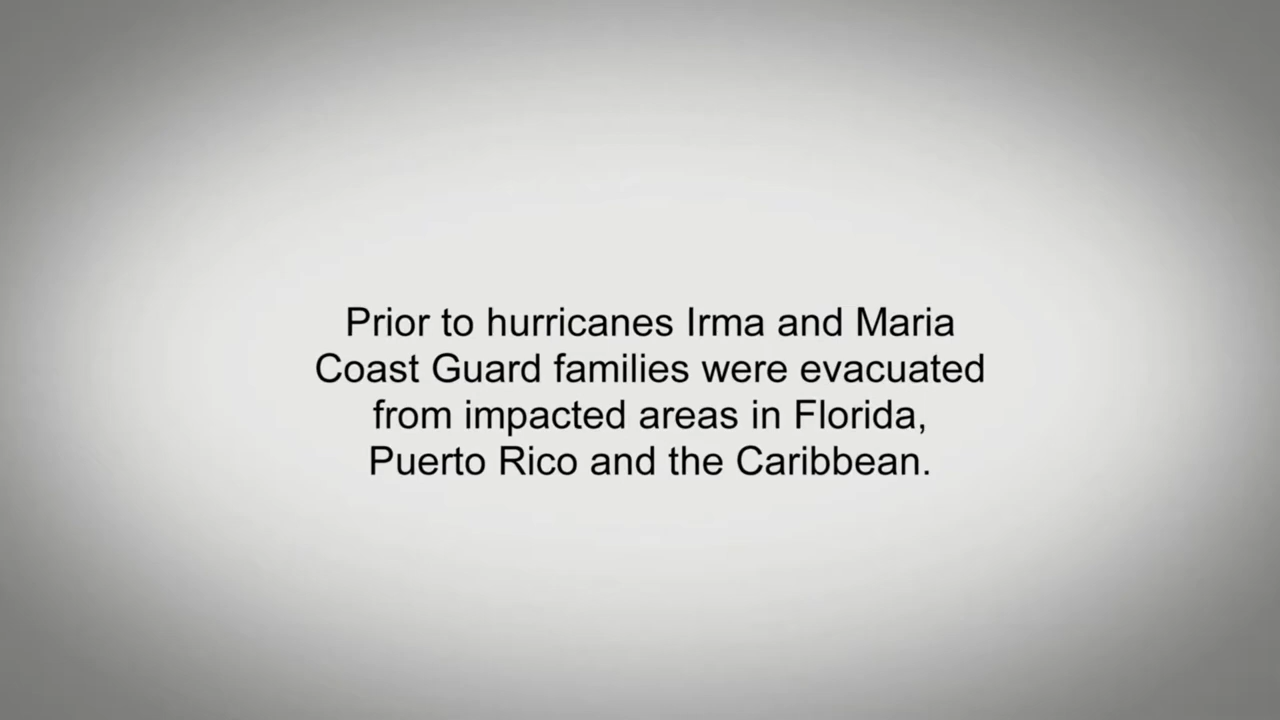 Prior to hurricanes Irma and Maria
Coast Guard families were evacuated
from impacted areas in Florida,
Puerto Rico and the Caribbean.